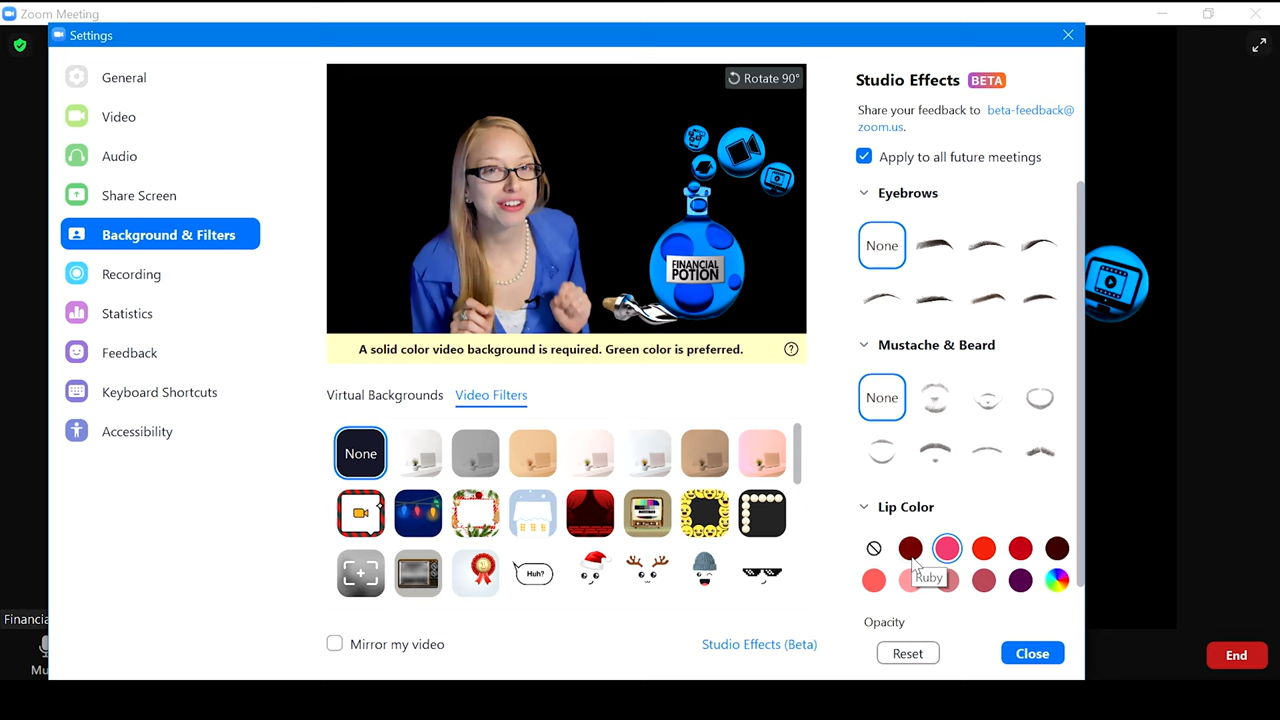 Zoom Meeting
Settings
General
Video
Audio
Share Screen
Background & Filters
Recording
Statistics
Feedback
Keyboard Shortcuts
Accessibility
Rotate 90°
FINANCIAL
POTION
A solid color video background is required. Green color is preferred.
Virtual Backgrounds
Video Filters
None
Huh?
Mirror my video
Studio Effects (Beta)
Studio Effects BETA
Share your feedback to beta-feedback@
zoom.us.
Apply to all future meetings
Eyebrows
None
Mustache & Beard
None
Lip Color
Ruby
Opacity
Reset
Close
Financia
Mu
End